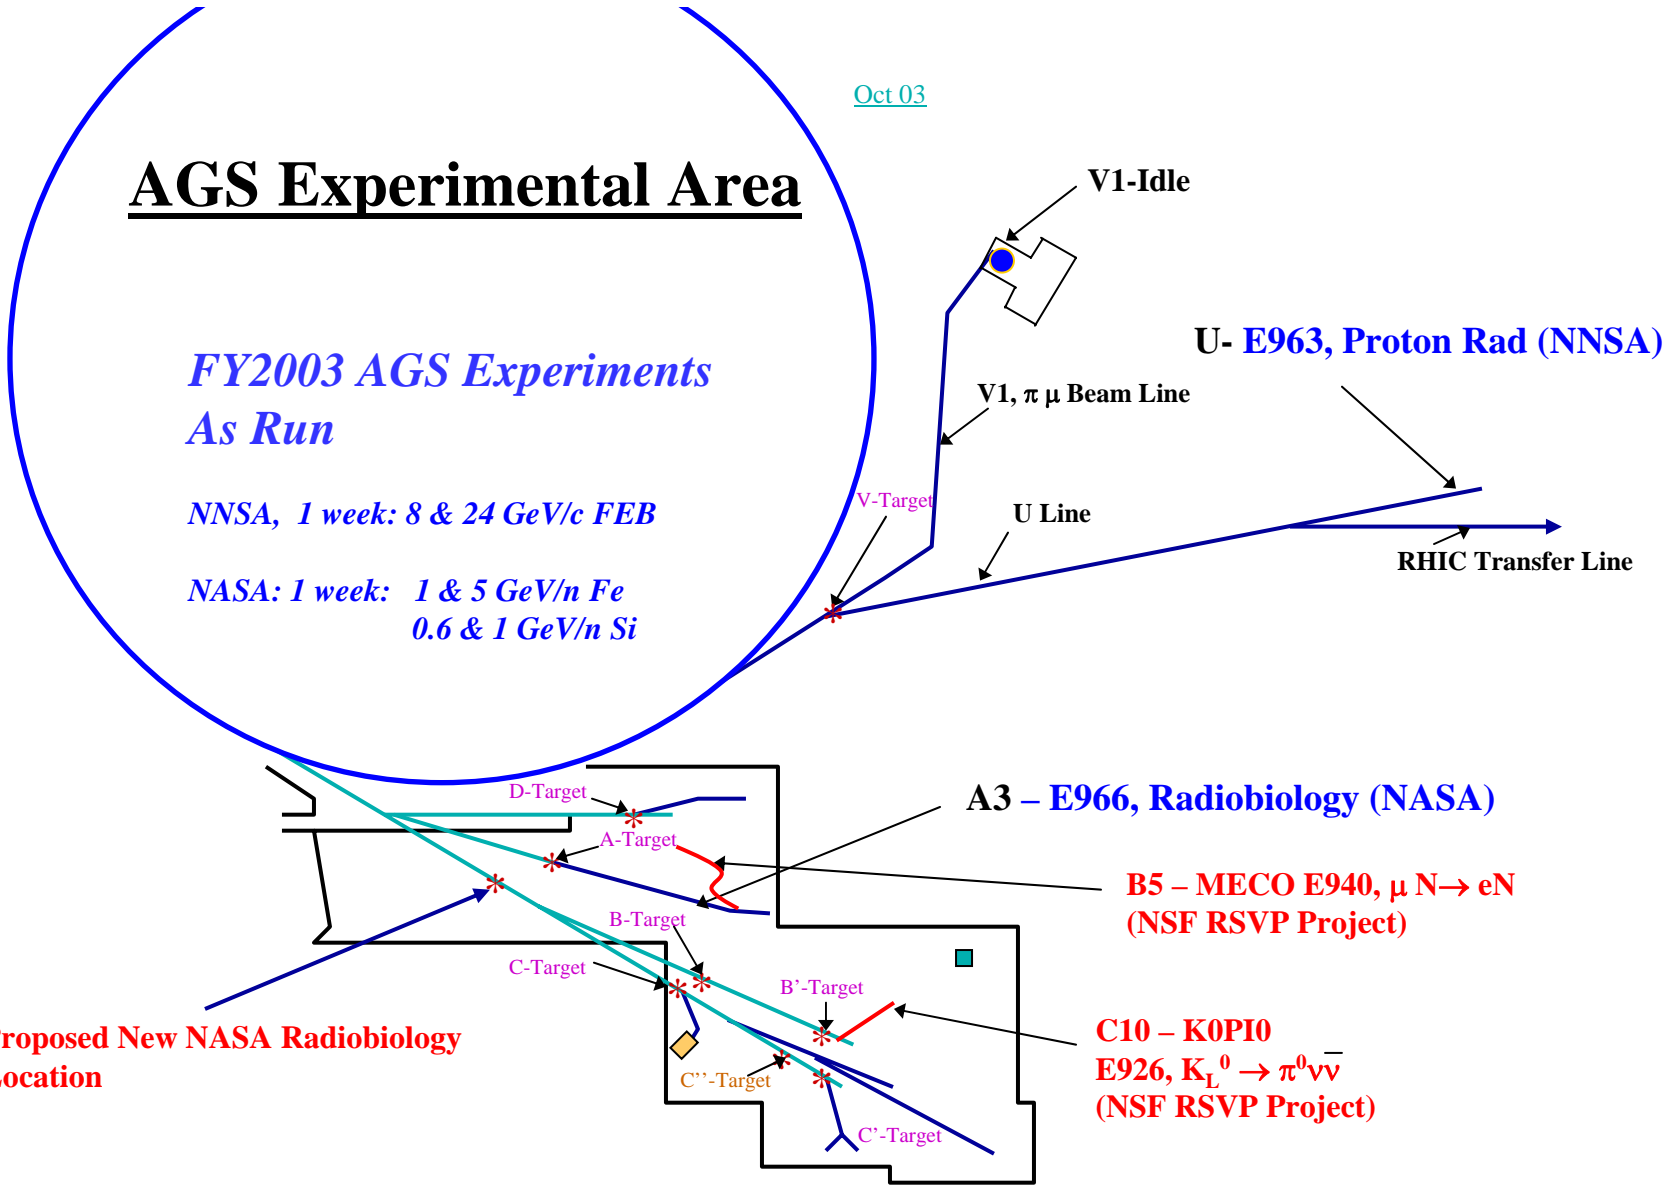 Oct 03
AGS Experimental Area
V1-Idle
U- E963, Proton Rad (NNSA)
FY2003 AGS Experiments
As Run
V1, π μ Beam Line
NNSA, 1 week: 8 & 24 GeV/c FEB
V-Target
U Line
RHIC Transfer Line
NASA: 1 week: 1 & 5 GeV/n Fe
0.6 & 1 GeV/n Si
D-Target
A3 – E966, Radiobiology (NASA)
A-Target
B5 – MECO E940, μ N→ eN
(NSF RSVP Project)
B-Target
C-Target
B’-Target
roposed New NASA Radiobiology
ocation
C10 – K0PI0
E926, K_L⁰ → π⁰νν̅
(NSF RSVP Project)
C’’-Target
C’-Target